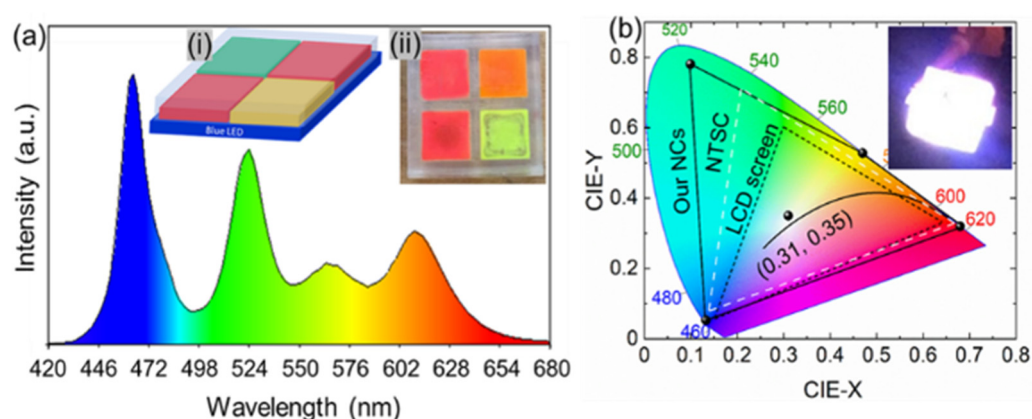 (a)
(i)
(ii)
Blue LED
Intensity (a.u.)
420 446 472 498 524 550 576 602 628 654 680
Wavelength (nm)
(b)
520
540
560
500
600
620
480
460
Our NCs
NTSC
LCD screen
(0.31, 0.35)
0.8
0.6
0.4
0.2
0
0 0.1 0.2 0.3 0.4 0.5 0.6 0.7 0.8
CIE-Y
CIE-X